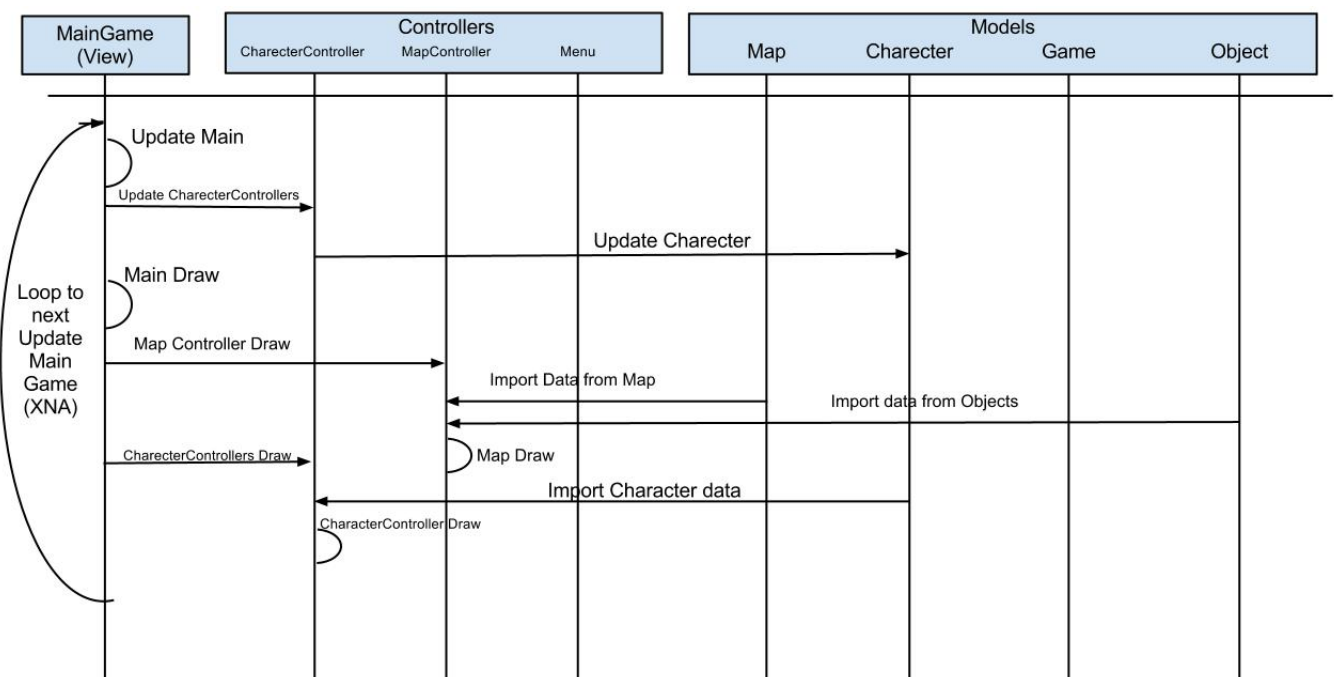 MainGame
(View)
Controllers
CharecterController
MapController
Menu
Models
Map
Charecter
Game
Object
Update Main
Update CharecterControllers
Update Charecter
Main Draw
Loop to
next
Update
Main
Game
(XNA)
Map Controller Draw
Import Data from Map
Import data from Objects
CharecterControllers Draw
Map Draw
Import Character data
CharacterController Draw